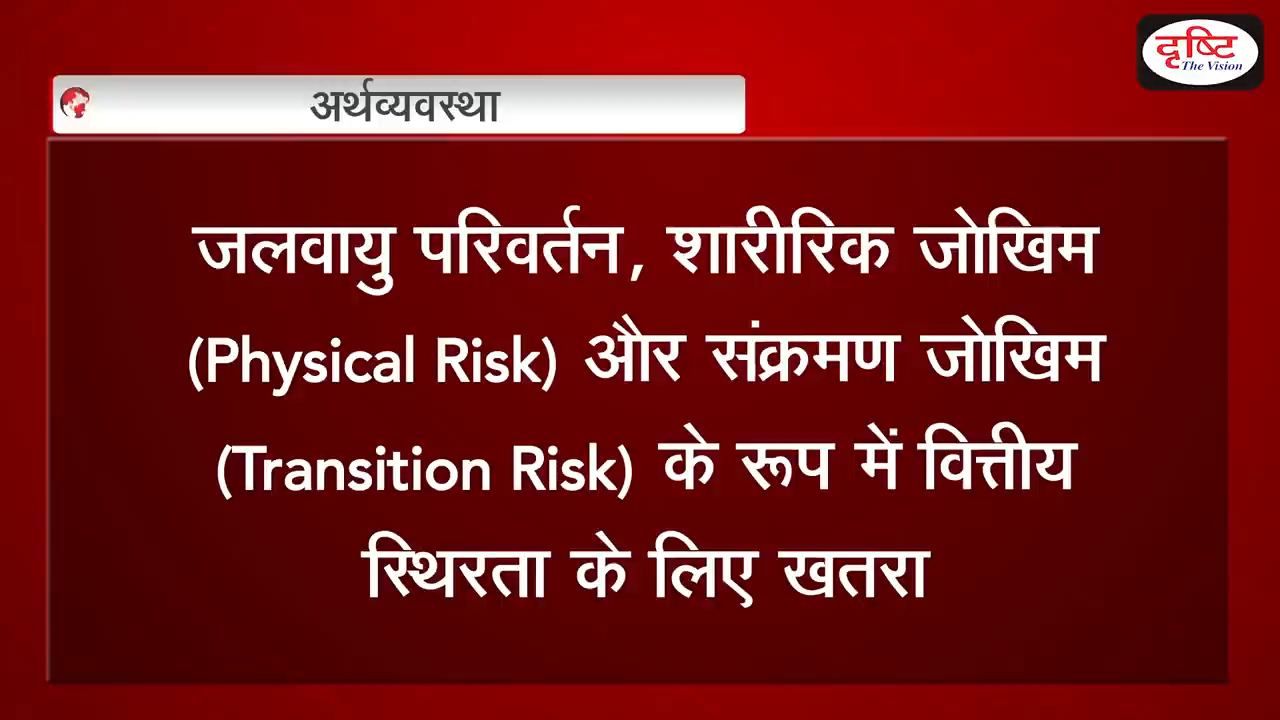 दृष्टि
The Vision
अर्थव्यवस्था
जलवायु परिवर्तन, शारीरिक जोखिम
(Physical Risk) और संक्रमण जोखिम
(Transition Risk) के रूप में वित्तीय
स्थिरता के लिए खतरा